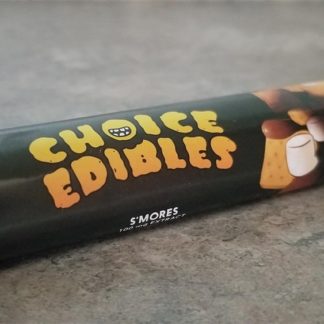 CHOICE
EDIBLES
S'MORES
100 mg EXTRACT